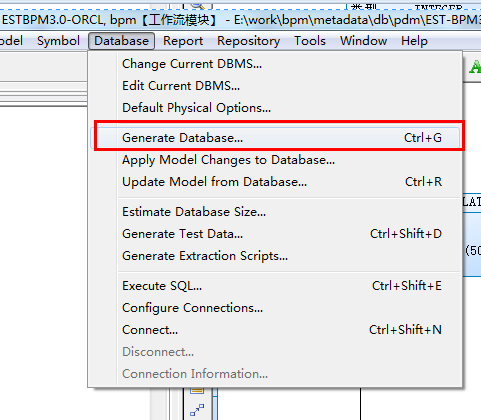 ESTBPM3.0-ORCL, bpm【工作流模块】 - E:\work\bpm\metadata\db\pdm\EST-BPM3
Symbol Database Report Repository Tools Window Help
Change Current DBMS...
Edit Current DBMS...
Default Physical Options...
Generate Database... Ctrl+G
Apply Model Changes to Database...
Update Model from Database... Ctrl+R
Estimate Database Size...
Generate Test Data... Ctrl+Shift+D
Generate Extraction Scripts...
Execute SQL... Ctrl+Shift+E
Configure Connections...
Connect... Ctrl+Shift+N
Disconnect...
Connection Information...